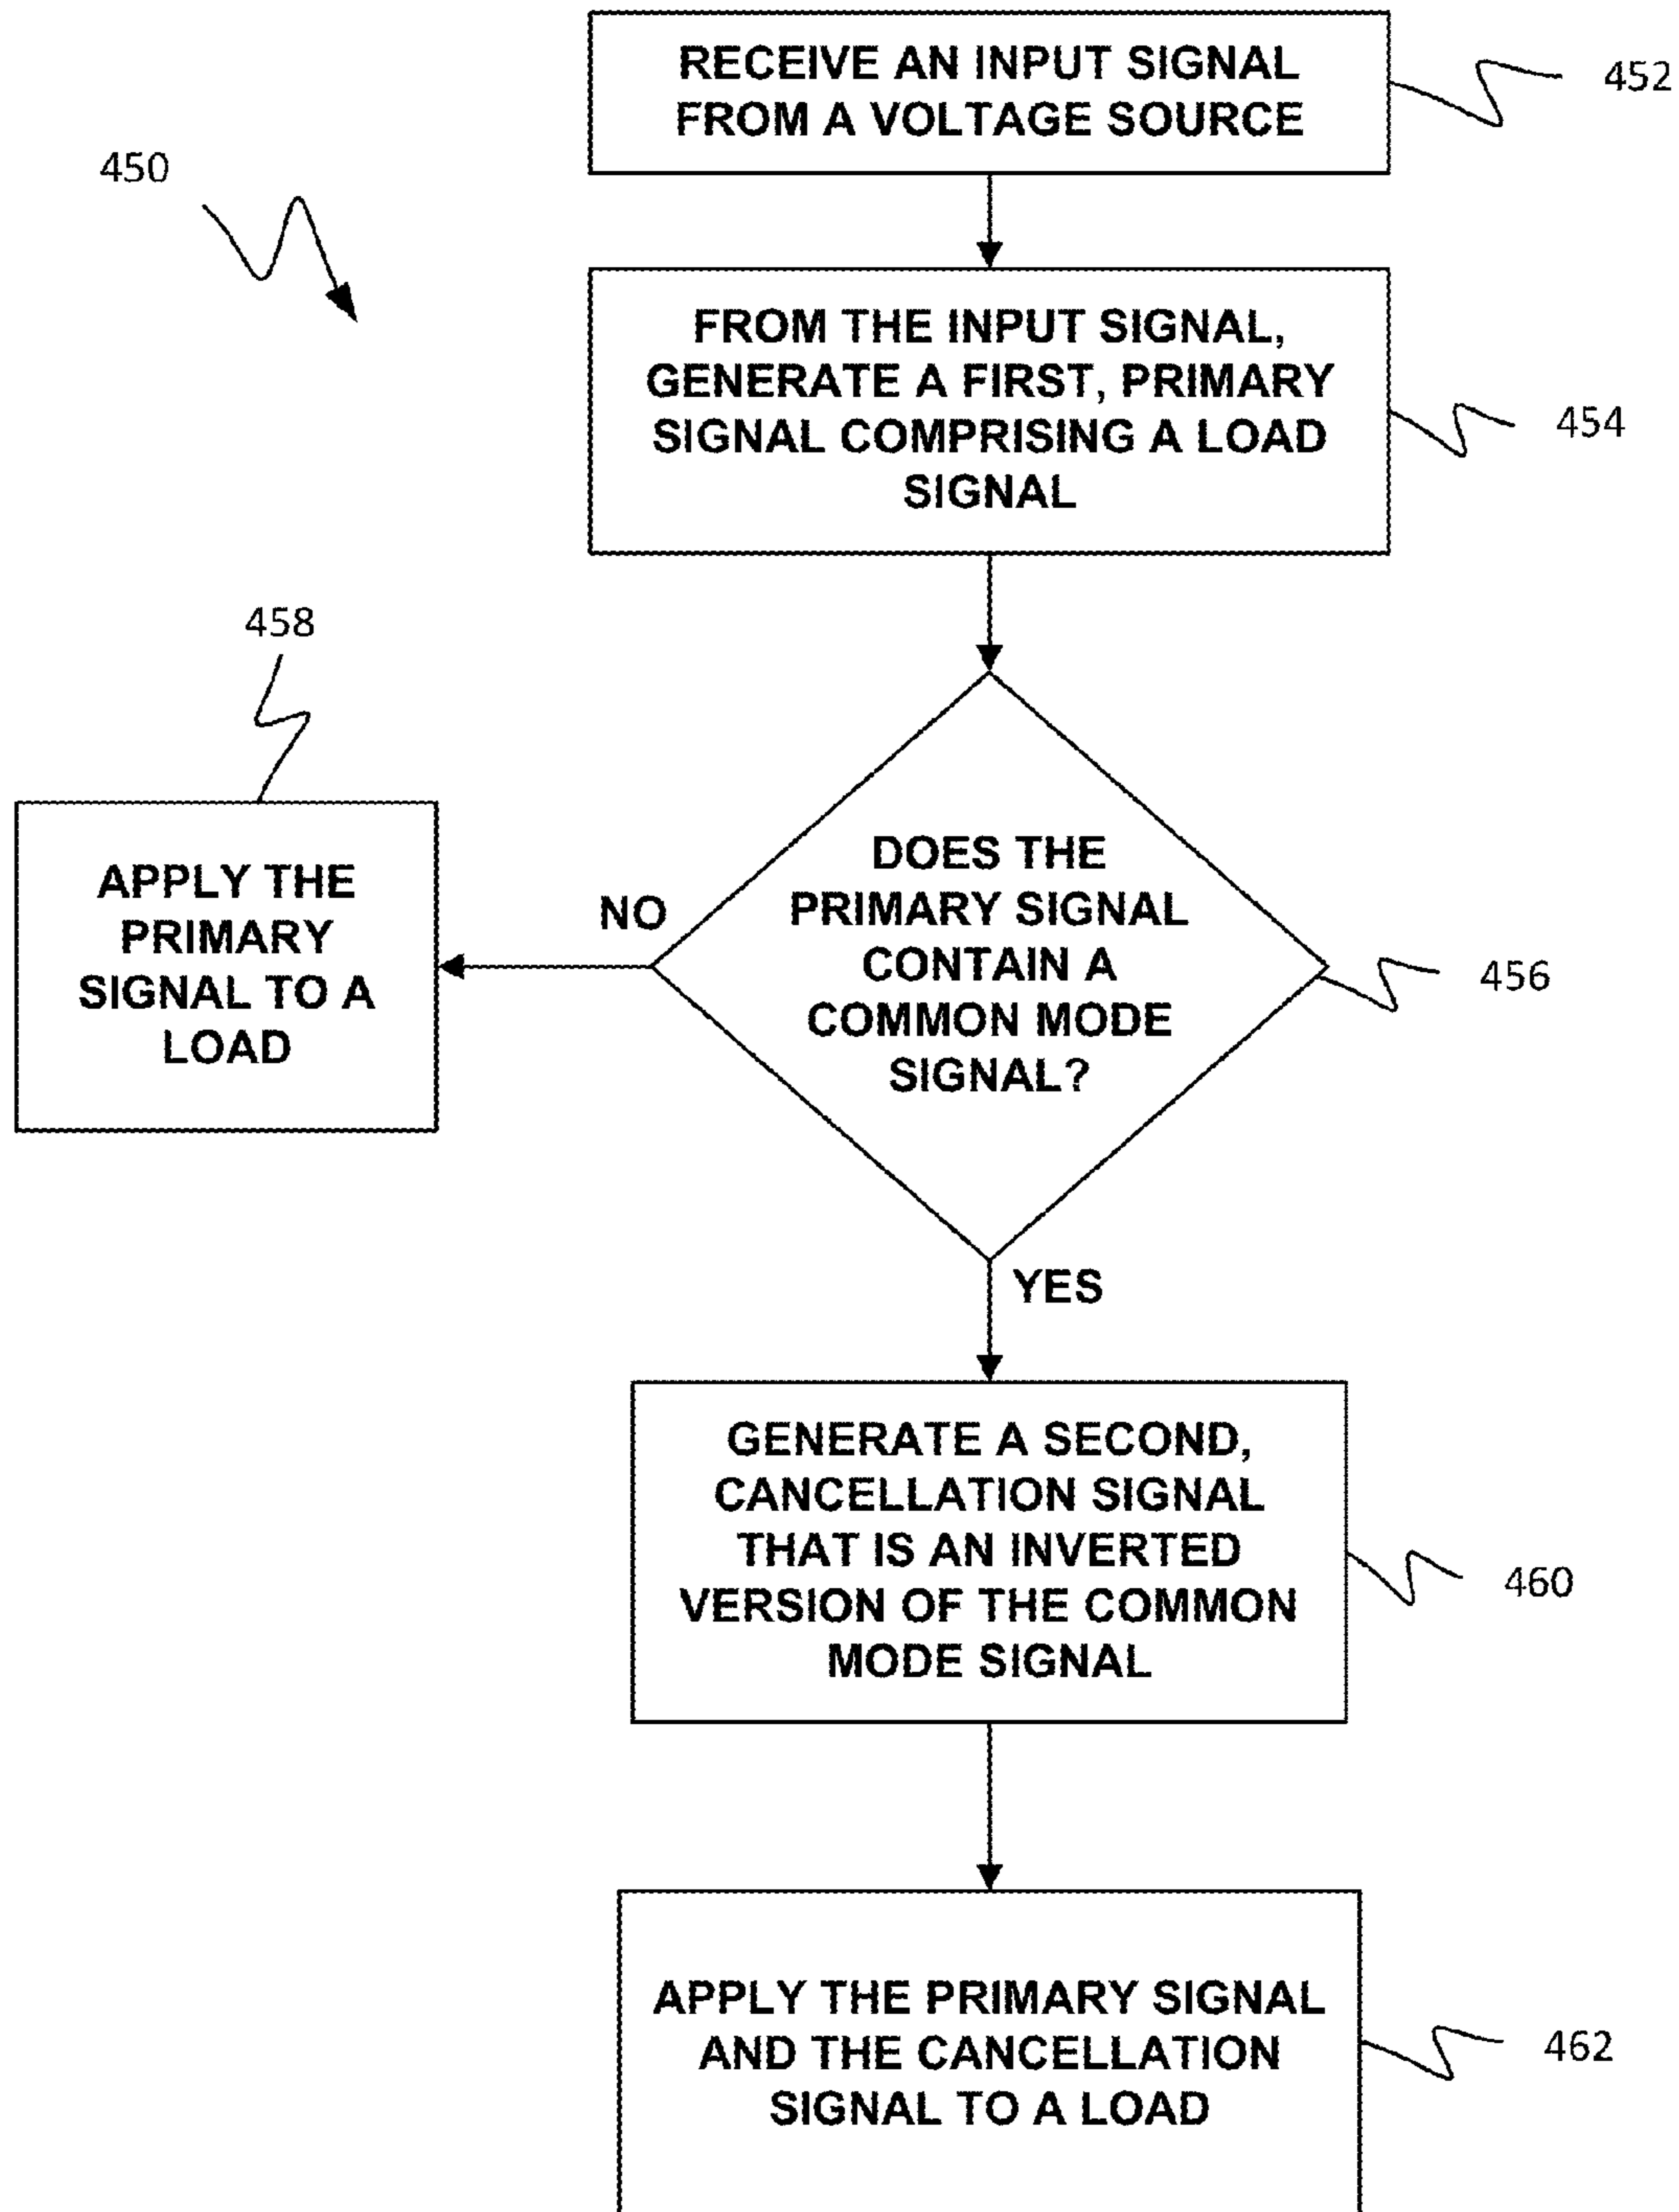 RECEIVE AN INPUT SIGNAL
FROM A VOLTAGE SOURCE
452
450
FROM THE INPUT SIGNAL,
GENERATE A FIRST, PRIMARY
SIGNAL COMPRISING A LOAD
SIGNAL
454
458
APPLY THE
PRIMARY
SIGNAL TO A
LOAD
NO
DOES THE
PRIMARY SIGNAL
CONTAIN A
COMMON MODE
SIGNAL?
456
YES
GENERATE A SECOND,
CANCELLATION SIGNAL
THAT IS AN INVERTED
VERSION OF THE COMMON
MODE SIGNAL
460
APPLY THE PRIMARY SIGNAL
AND THE CANCELLATION
SIGNAL TO A LOAD
462